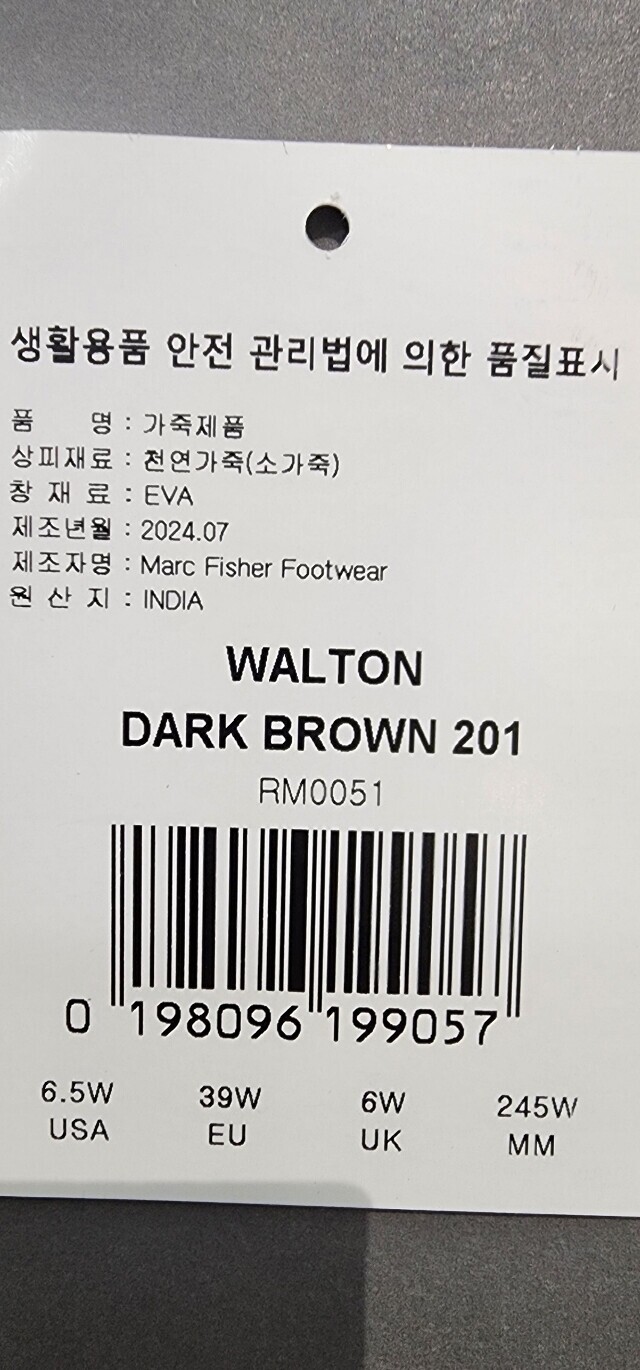 생활용품 안전 관리법에 의한 품질표시
품 명 : 가죽제품
상피재료 : 천연가죽(소가죽)
창 재 료 : EVA
제조년월 : 2024.07
제조자명 : Marc Fisher Footwear
원 산 지 : INDIA
WALTON
DARK BROWN 201
RM0051
0 198096 199057
6.5W 39W 6W 245W
USA EU UK MM